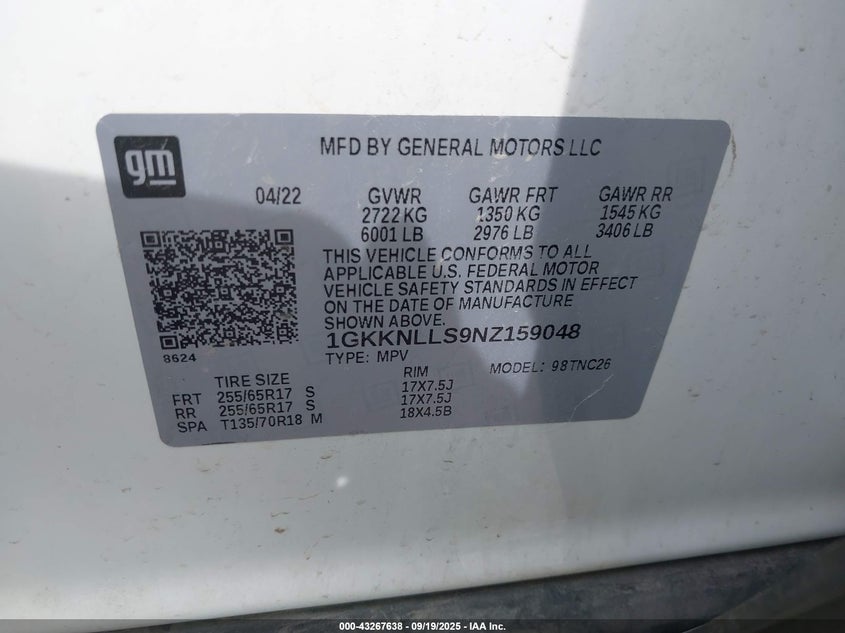 gm
MFD BY GENERAL MOTORS LLC
04/22 GVWR GAWR FRT GAWR RR
2722 KG 1350 KG 1545 KG
6001 LB 2976 LB 3406 LB
THIS VEHICLE CONFORMS TO ALL
APPLICABLE U.S. FEDERAL MOTOR
VEHICLE SAFETY STANDARDS IN EFFECT
ON THE DATE OF MANUFACTURE
SHOWN ABOVE.
1GKKNLLS9NZ159048
8624
TYPE: MPV MODEL: 98TNC26
TIRE SIZE RIM
FRT 255/65R17 S 17X7.5J
RR 255/65R17 S 17X7.5J
SPA T135/70R18 M 18X4.5B
000-43267638 - 09/19/2025 - IAA Inc.